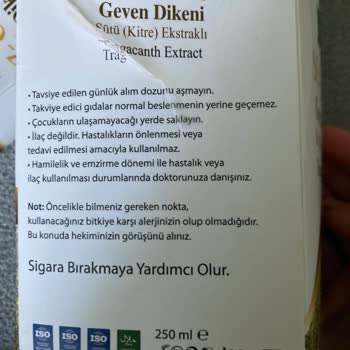 Geven Dikeni
Sütü (Kitre) Ekstraklı
Tragacanth Extract
• Tavsiye edilen günlük alım dozunu aşmayın.
• Takviye edici gıdalar normal beslenmenin yerine geçemez.
• Çocukların ulaşamayacağı yerde saklayın.
• İlaç değildir. Hastalıkların önlenmesi veya
tedavi edilmesi amacıyla kullanılmaz.
• Hamilelik ve emzirme dönemi ile hastalık veya
ilaç kullanılması durumlarında doktorunuza danışınız.
Not: Öncelikle bilmeniz gereken nokta,
kullanacağınız bitkiye karşı alerjinizin olup olmadığıdır.
Bu konuda hekiminizin görüşünü alınız.
Sigara Bırakmaya Yardımcı Olur.
ISO ISO ISO
250 ml e